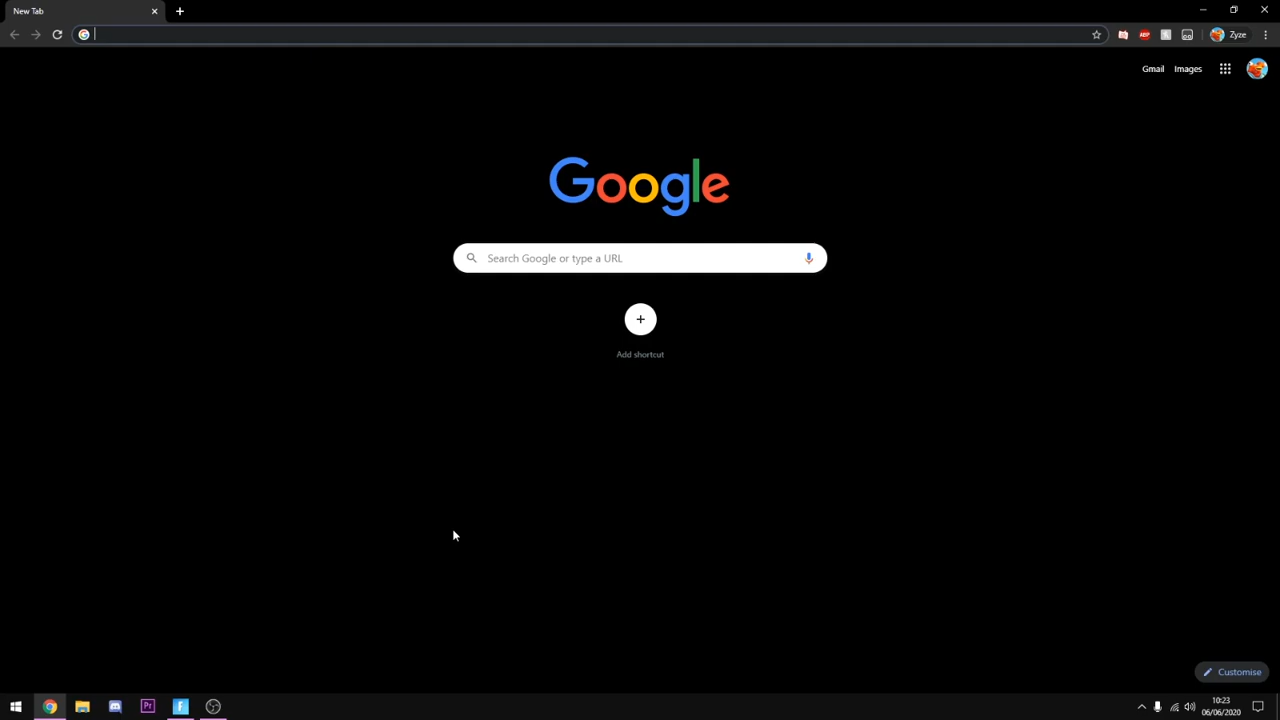 New Tab
Zyze
Gmail Images
Google
Search Google or type a URL
Add shortcut
Customise
Pr
10:23
06/06/2020